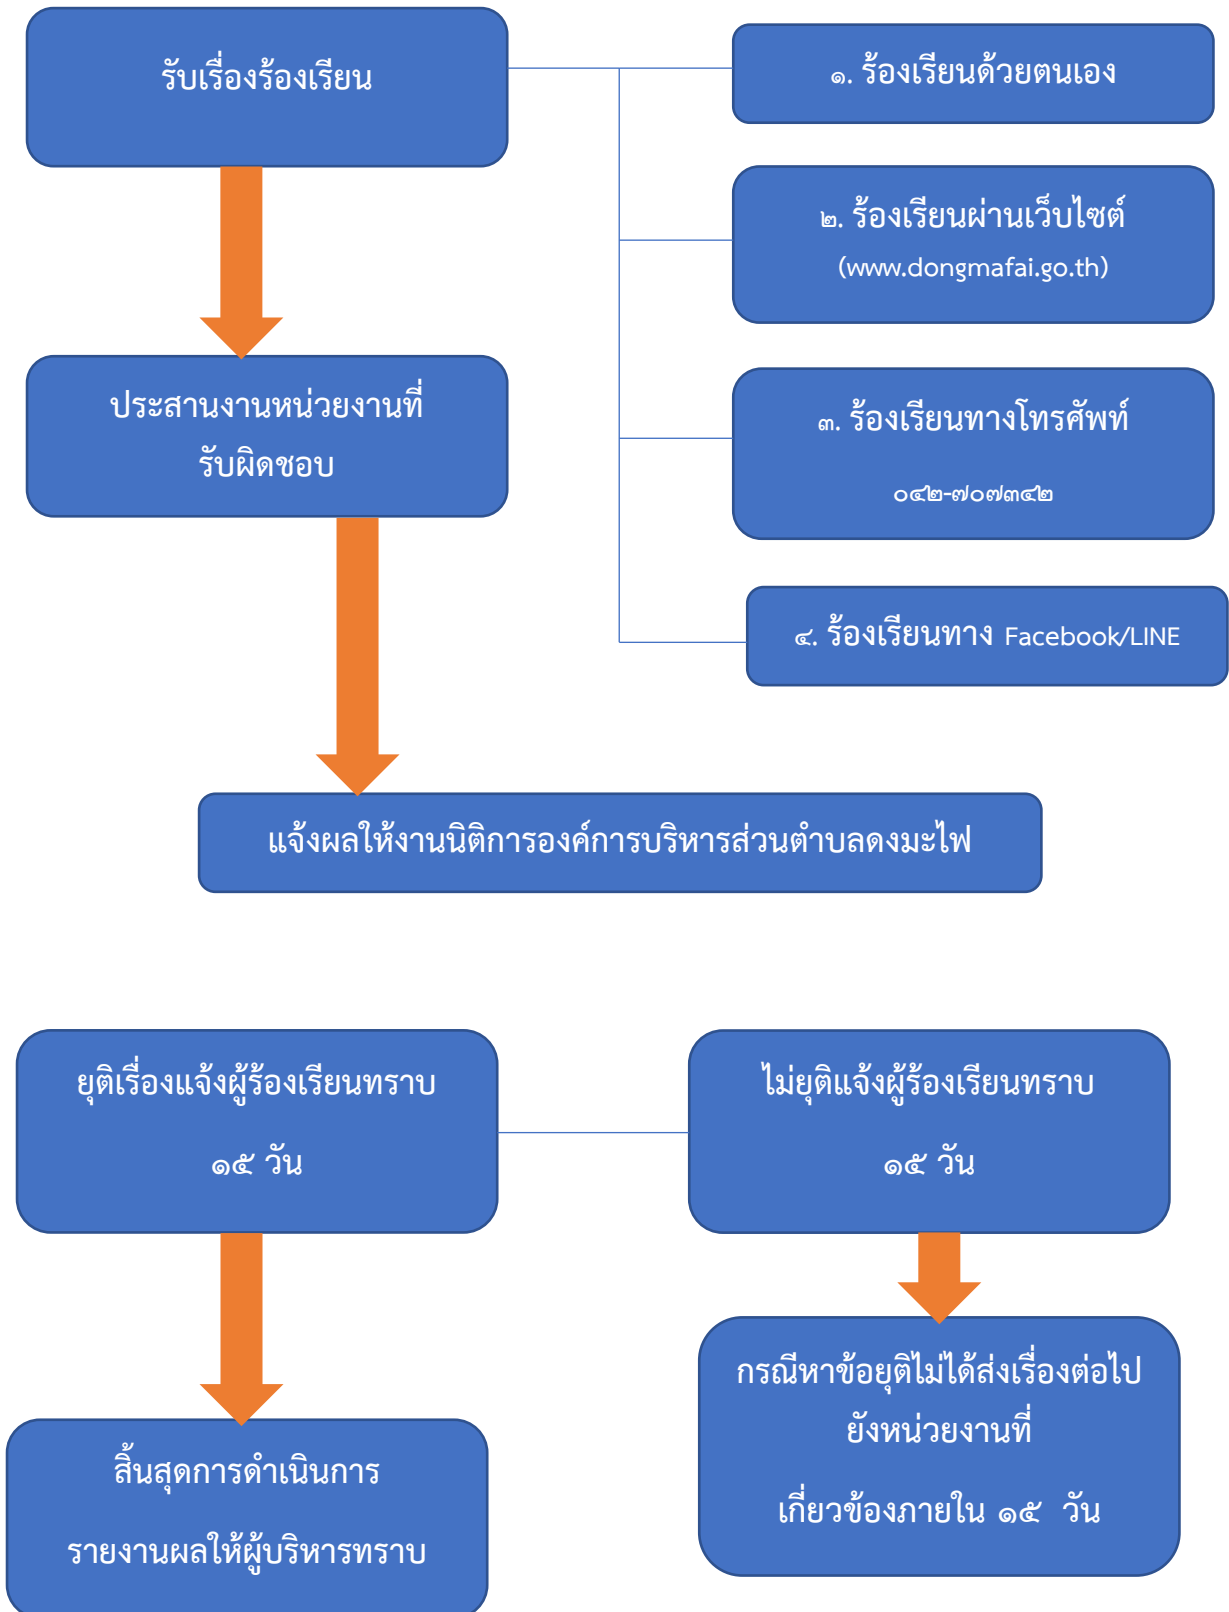 รับเรื่องร้องเรียน
๑. ร้องเรียนด้วยตนเอง
๒. ร้องเรียนผ่านเว็บไซต์
(www.dongmafai.go.th)
ประสานงานหน่วยงานที่
รับผิดชอบ
๓. ร้องเรียนทางโทรศัพท์
๐๔๒-๗๐๗๓๔๒
๔. ร้องเรียนทาง Facebook/LINE
แจ้งผลให้งานนิติการองค์การบริหารส่วนตำบลดงมะไฟ
ยุติเรื่องแจ้งผู้ร้องเรียนทราบ
๑๕ วัน
ไม่ยุติแจ้งผู้ร้องเรียนทราบ
๑๕ วัน
กรณีหาข้อยุติไม่ได้ส่งเรื่องต่อไป
ยังหน่วยงานที่
เกี่ยวข้องภายใน ๑๕ วัน
สิ้นสุดการดำเนินการ
รายงานผลให้ผู้บริหารทราบ